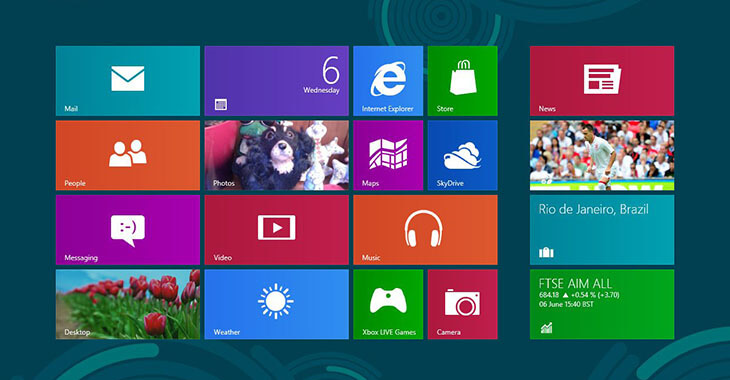 Mail
6
Wednesday
Internet Explorer
Store
News
People
Photos
Maps
SkyDrive
Rio de Janeiro, Brazil
Messaging
Video
Music
FTSE AIM ALL
684.18 ▲ +0.54 % (+3.70)
06 June 15:40 BST
Desktop
Weather
Xbox LIVE Games
Camera